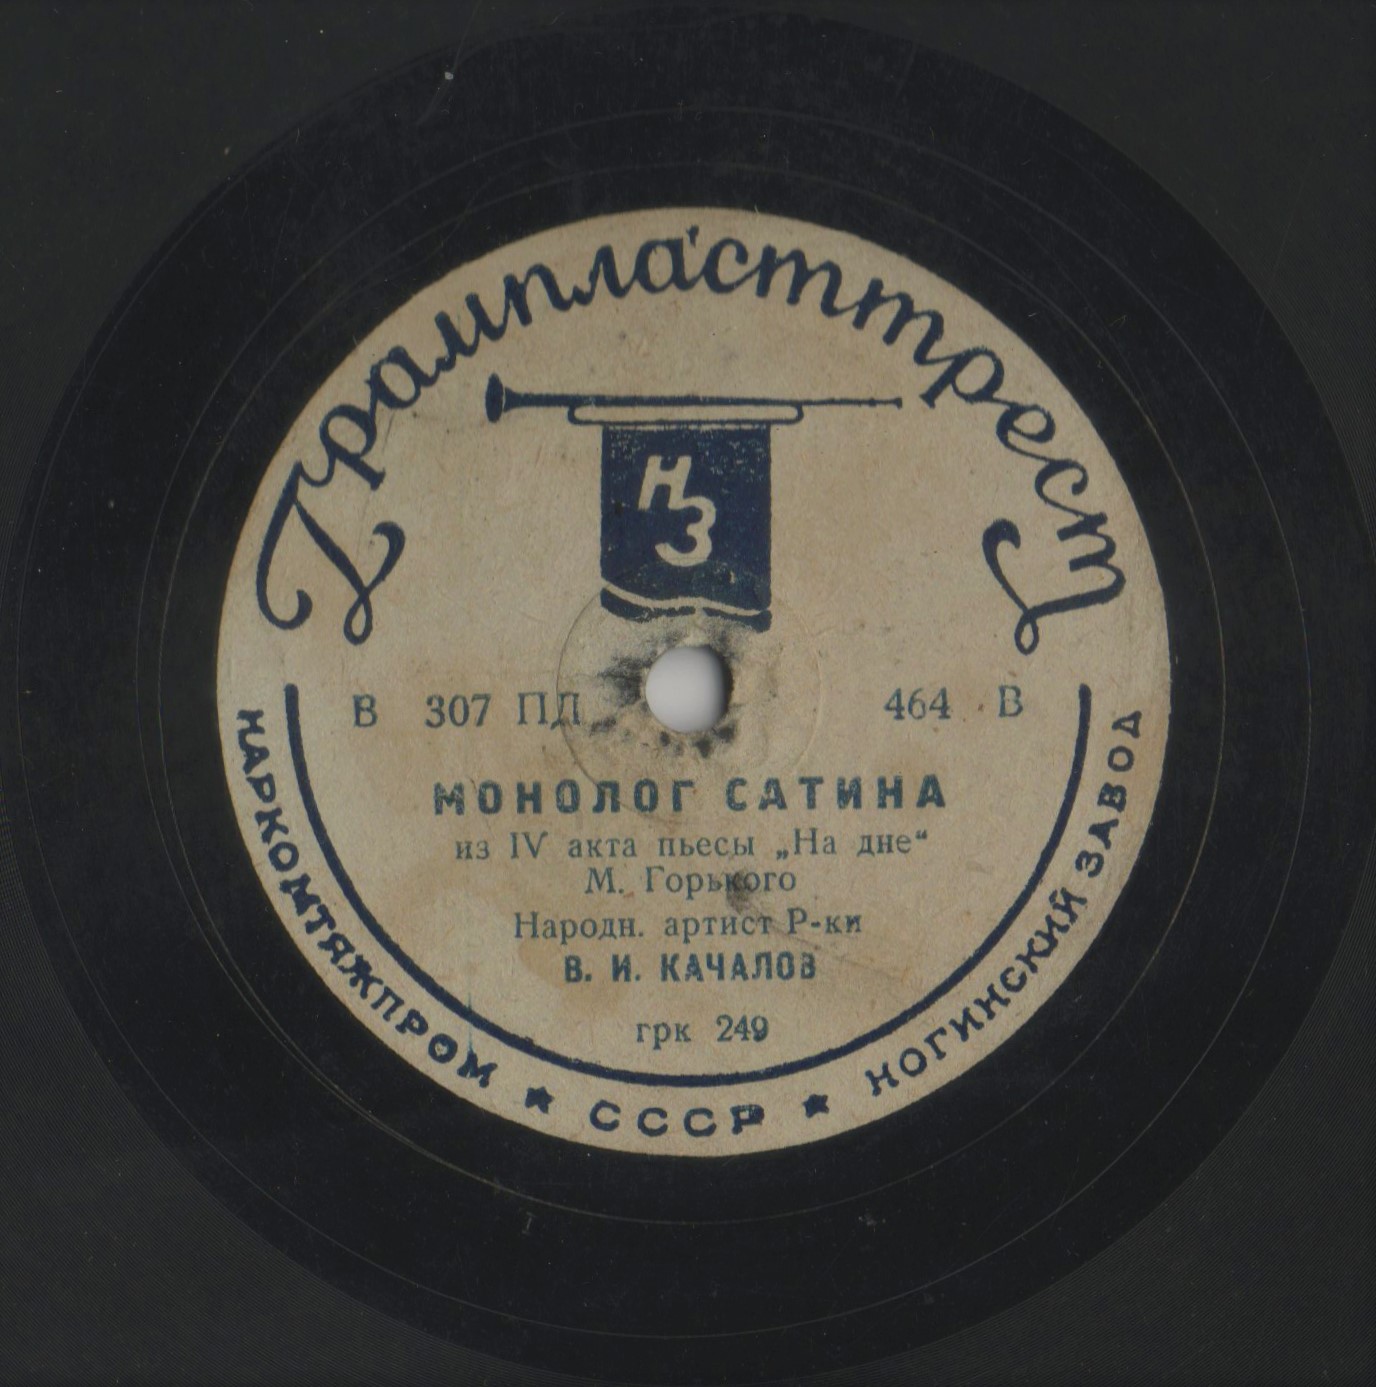 Грампласттрест
НЗ
В 307 ПД 464 В
МОНОЛОГ САТИНА
из IV акта пьесы „На дне“
М. Горького
Народн. артист Р-ки
В. И. КАЧАЛОВ
грк 249
НАРКОМТЯЖПРОМ ★ СССР ★ НОГИНСКИЙ ЗАВОД